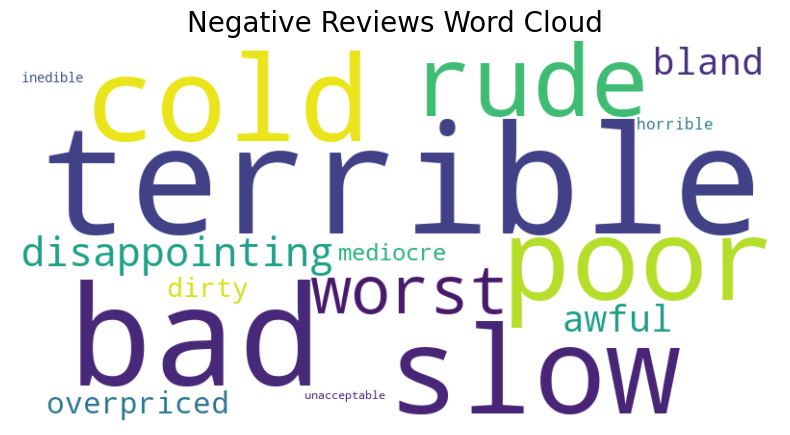 Negative Reviews Word Cloud
inedible
cold
rude
bland
horrible
terrible
disappointing
mediocre
poor
dirty
worst
awful
bad
slow
overpriced
unacceptable